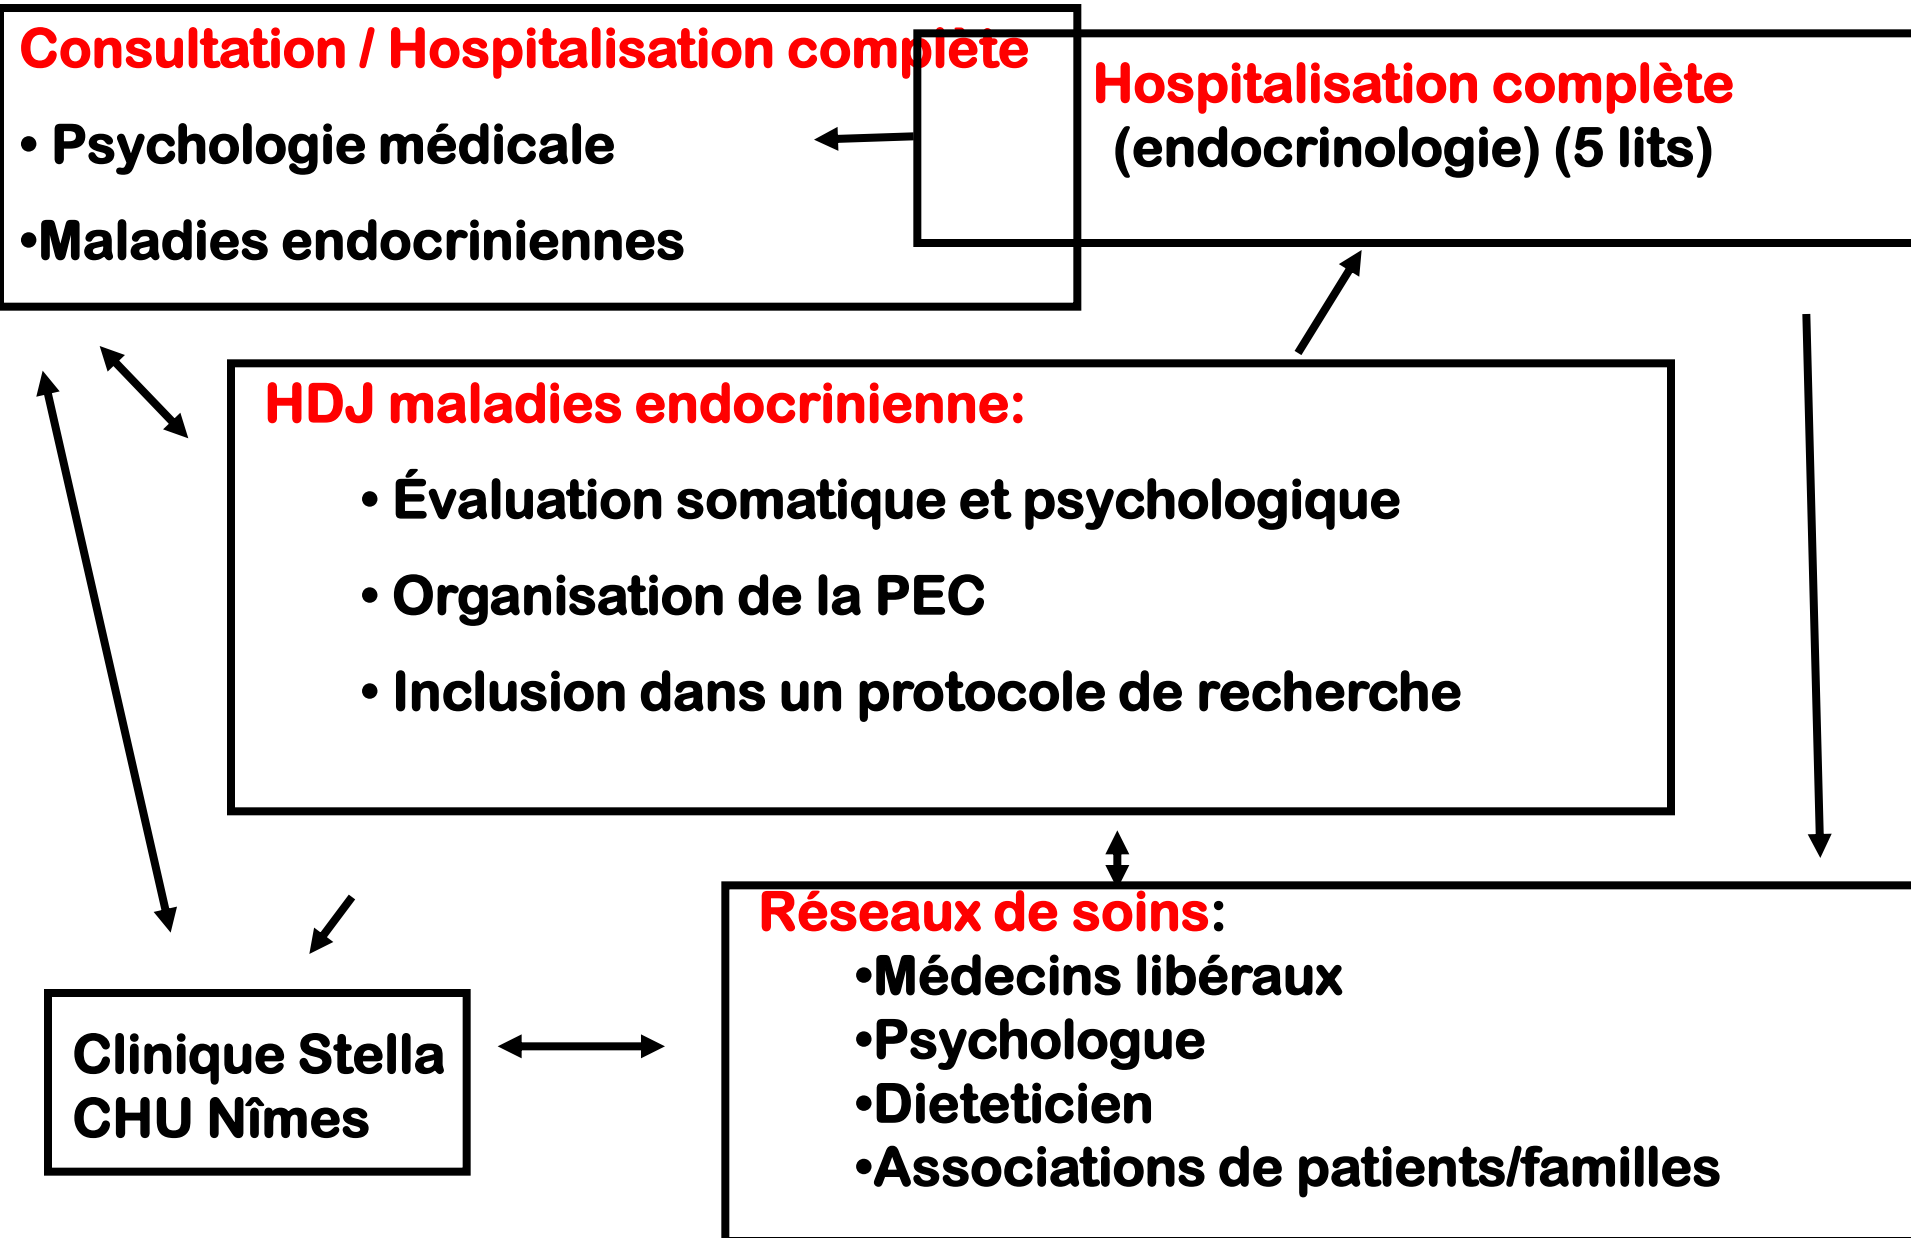 Consultation / Hospitalisation complète
• Psychologie médicale
•Maladies endocriniennes
Hospitalisation complète
(endocrinologie) (5 lits)
HDJ maladies endocrinienne:
• Évaluation somatique et psychologique
• Organisation de la PEC
• Inclusion dans un protocole de recherche
Réseaux de soins:
•Médecins libéraux
•Psychologue
•Dieteticien
•Associations de patients/familles
Clinique Stella
CHU Nîmes